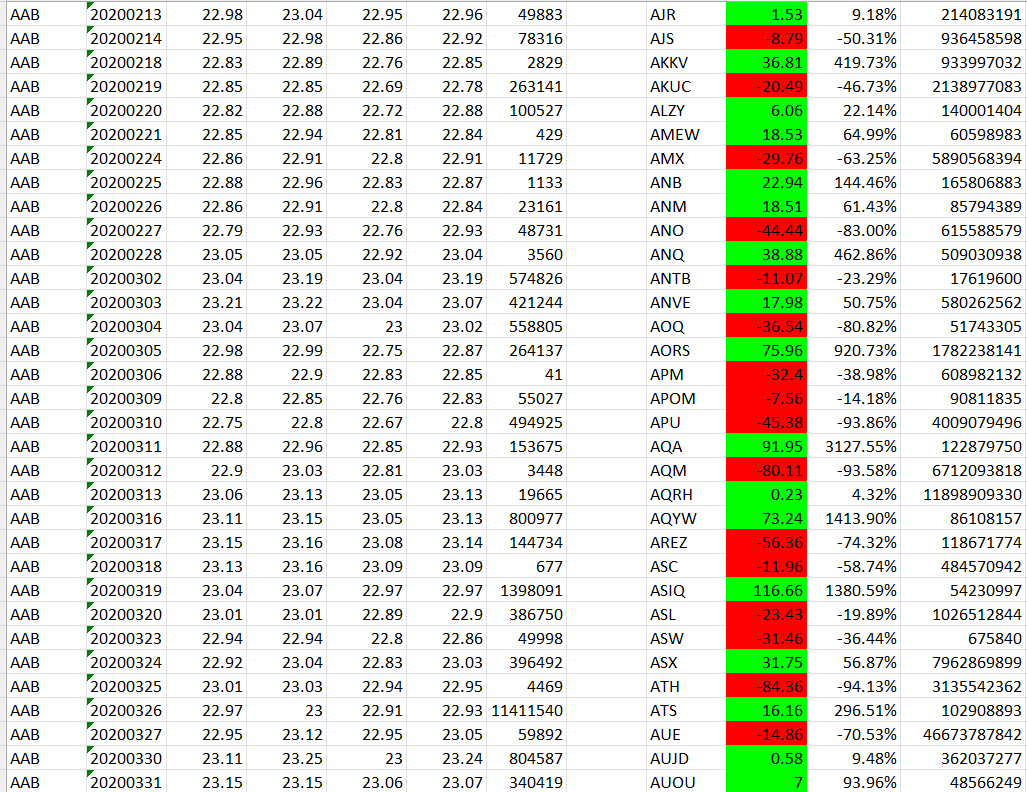 AAB 20200213 22.98 23.04 22.95 22.96 49883 AJR 1.53 9.18% 214083191
AAB 20200214 22.95 22.98 22.86 22.92 78316 AJS -8.79 -50.31% 936458598
AAB 20200218 22.83 22.89 22.76 22.85 2829 AKKV 36.81 419.73% 933997032
AAB 20200219 22.85 22.85 22.69 22.78 263141 AKUC -20.49 -46.73% 2138977083
AAB 20200220 22.82 22.88 22.72 22.88 100527 ALZY 6.06 22.14% 140001404
AAB 20200221 22.85 22.94 22.81 22.84 429 AMEW 18.53 64.99% 60598983
AAB 20200224 22.86 22.91 22.8 22.91 11729 AMX -29.76 -63.25% 5890568394
AAB 20200225 22.88 22.96 22.83 22.87 1133 ANB 22.94 144.46% 165806883
AAB 20200226 22.86 22.91 22.8 22.84 23161 ANM 18.51 61.43% 85794389
AAB 20200227 22.79 22.93 22.76 22.93 48731 ANO -44.44 -83.00% 615588579
AAB 20200228 23.05 23.05 22.92 23.04 3560 ANQ 38.88 462.86% 509030938
AAB 20200302 23.04 23.19 23.04 23.19 574826 ANTB -11.07 -23.29% 17619600
AAB 20200303 23.21 23.22 23.04 23.07 421244 ANVE 17.98 50.75% 580262562
AAB 20200304 23.04 23.07 23 23.02 558805 AOQ -36.54 -80.82% 51743305
AAB 20200305 22.98 22.99 22.75 22.87 264137 AORS 75.96 920.73% 1782238141
AAB 20200306 22.88 22.9 22.83 22.85 41 APM -32.4 -38.98% 608982132
AAB 20200309 22.8 22.85 22.76 22.83 55027 APOM -7.56 -14.18% 90811835
AAB 20200310 22.75 22.8 22.67 22.8 494925 APU -45.38 -93.86% 4009079496
AAB 20200311 22.88 22.96 22.85 22.93 153675 AQA 91.95 3127.55% 122879750
AAB 20200312 22.9 23.03 22.81 23.03 3448 AQM -80.11 -93.58% 6712093818
AAB 20200313 23.06 23.13 23.05 23.13 19665 AQRH 0.23 4.32% 11898909330
AAB 20200316 23.11 23.15 23.05 23.13 800977 AQYW 73.24 1413.90% 86108157
AAB 20200317 23.15 23.16 23.08 23.14 144734 AREZ -56.36 -74.32% 118671774
AAB 20200318 23.13 23.16 23.09 23.09 677 ASC -11.96 -58.74% 484570942
AAB 20200319 23.04 23.07 22.97 22.97 1398091 ASIQ 116.66 1380.59% 54230997
AAB 20200320 23.01 23.01 22.89 22.9 386750 ASL -23.43 -19.89% 1026512844
AAB 20200323 22.94 22.94 22.8 22.86 49998 ASW -31.46 -36.44% 675840
AAB 20200324 22.92 23.04 22.83 23.03 396492 ASX 31.75 56.87% 7962869899
AAB 20200325 23.01 23.03 22.94 22.95 4469 ATH -84.36 -94.13% 3135542362
AAB 20200326 22.97 23 22.91 22.93 11411540 ATS 16.16 296.51% 102908893
AAB 20200327 22.95 23.12 22.95 23.05 59892 AUE -14.86 -70.53% 46673787842
AAB 20200330 23.11 23.25 23 23.24 804587 AUJD 0.58 9.48% 362037277
AAB 20200331 23.15 23.15 23.06 23.07 340419 AUOU 7 93.96% 48566249